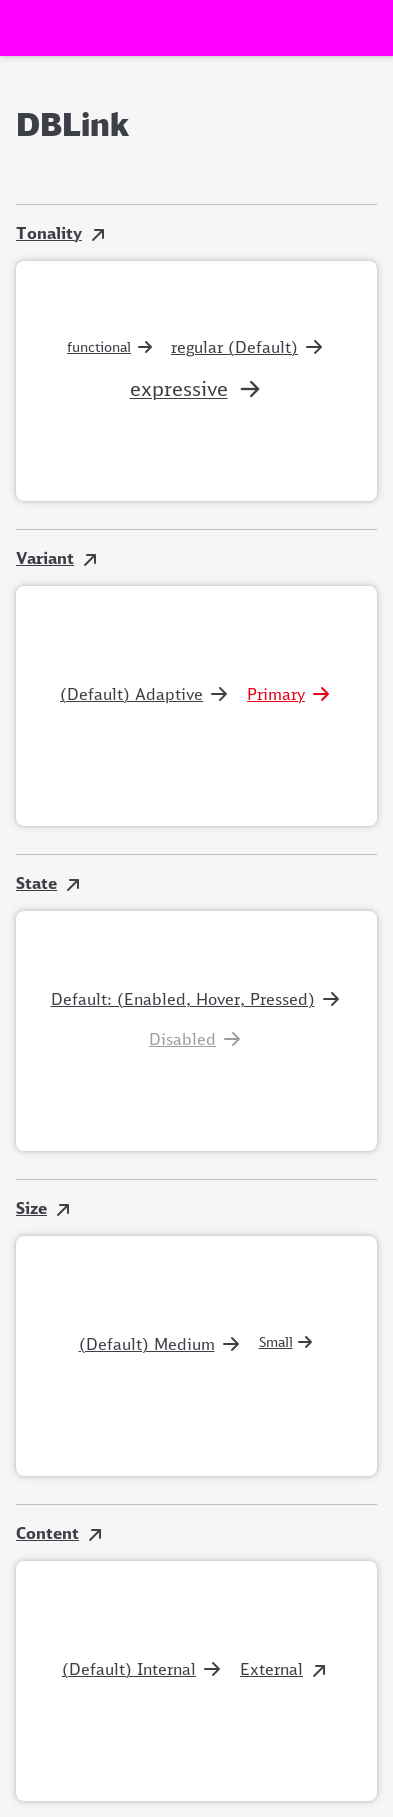 DBLink
Tonality
functional regular (Default)
expressive
Variant
(Default) Adaptive Primary
State
Default: (Enabled, Hover, Pressed)
Disabled
Size
(Default) Medium Small
Content
(Default) Internal External